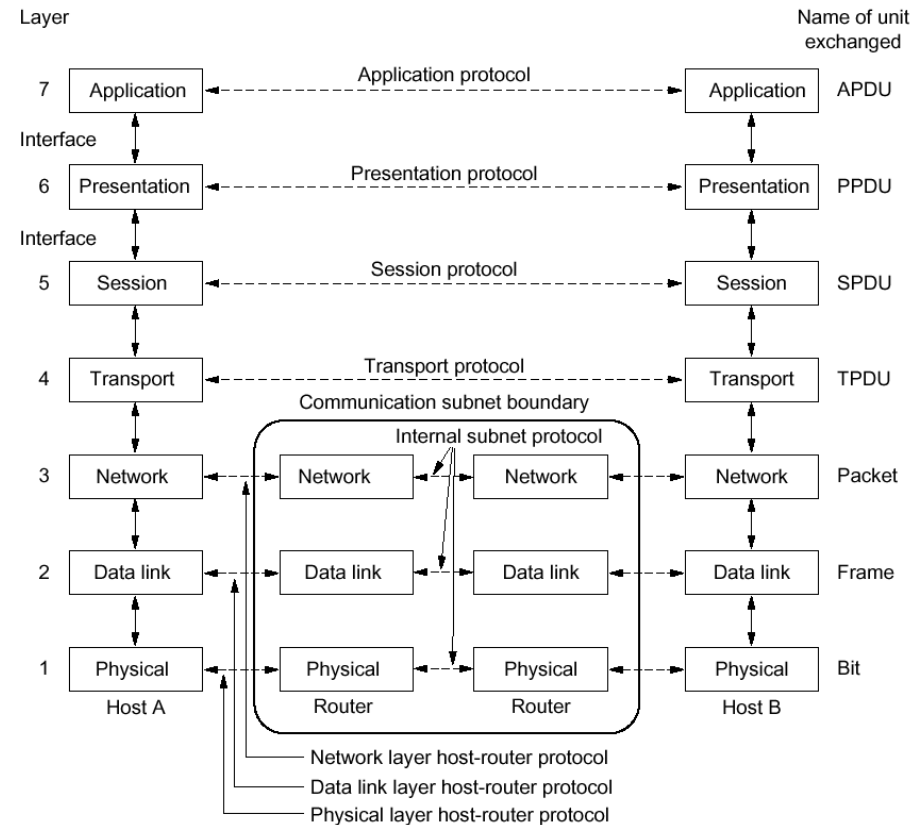 Layer
Name of unit
exchanged
Application protocol
7
Application
Application
APDU
Interface
Presentation protocol
6
Presentation
Presentation
PPDU
Interface
Session protocol
5
Session
Session
SPDU
Transport protocol
4
Transport
Transport
TPDU
Communication subnet boundary
Internal subnet protocol
3
Network
Network
Network
Network
Packet
2
Data link
Data link
Data link
Data link
Frame
1
Physical
Physical
Physical
Physical
Bit
Host A
Router
Router
Host B
Network layer host-router protocol
Data link layer host-router protocol
Physical layer host-router protocol